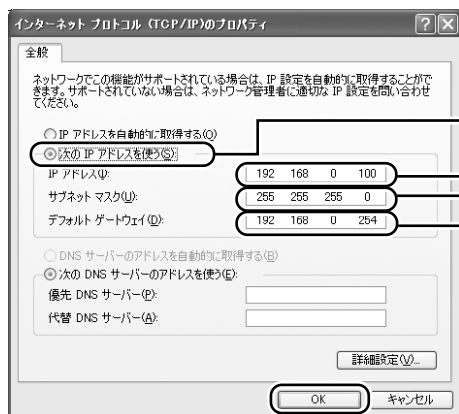 インターネット プロトコル (TCP/IP)のプロパティ
全般
ネットワークでこの機能がサポートされている場合は、IP 設定を自動的に取得することがで
きます。サポートされていない場合は、ネットワーク管理者に適切な IP 設定を問い合わせ
てください。
IP アドレスを自動的に取得する(O)
次の IP アドレスを使う(S):
IP アドレス(I): 192 168 0 100
サブネット マスク(U): 255 255 255 0
デフォルト ゲートウェイ(D): 192 168 0 254
DNS サーバーのアドレスを自動的に取得する(B)
次の DNS サーバーのアドレスを使う(E):
優先 DNS サーバー(P):
代替 DNS サーバー(A):
詳細設定(V)...
OK キャンセル